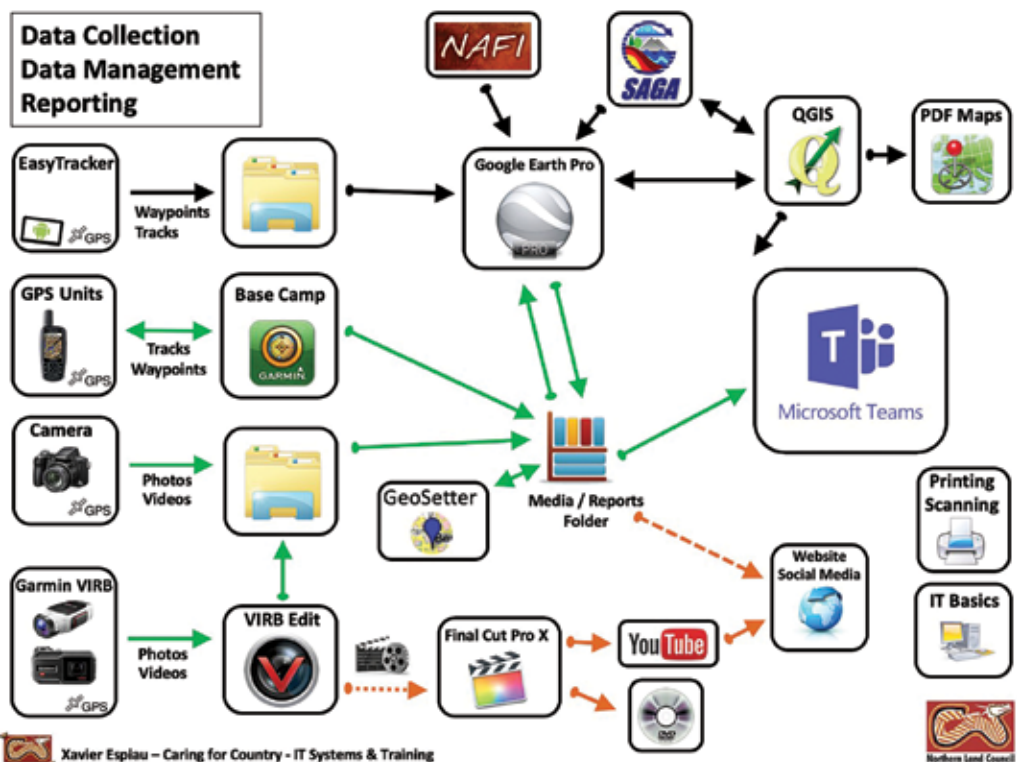 Data Collection
Data Management
Reporting
NAFI
SAGA
QGIS
PDF Maps
EasyTracker
GPS
Waypoints
Tracks
Google Earth Pro
PRO
GPS Units
GPS
Tracks
Waypoints
Base Camp
GARMIN
T
Microsoft Teams
Camera
GPS
Photos
Videos
GeoSetter
Media / Reports
Folder
Printing
Scanning
Website
Social Media
IT Basics
Garmin VIRB
GPS
Photos
Videos
VIRB Edit
Final Cut Pro X
YouTube
DVD
Xavier Espiau – Caring for Country - IT Systems & Training
Northern Land Council